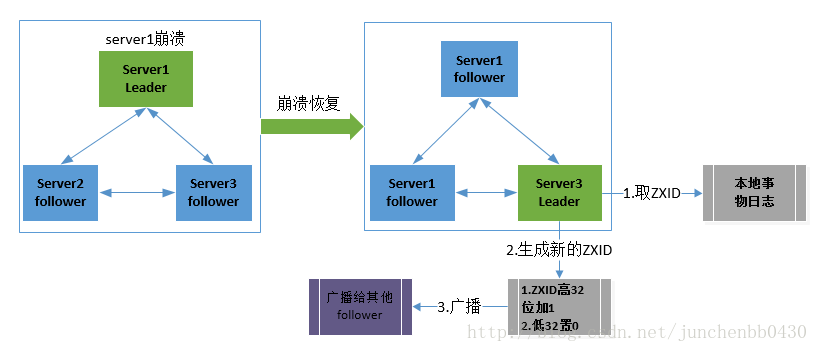 server1崩溃
Server1
Leader
Server2
follower
Server3
follower
崩溃恢复
Server1
follower
Server1
follower
Server3
Leader
1.取ZXID
本地事
物日志
2.生成新的ZXID
1.ZXID高32
位加1
2.低32置0
3.广播
广播给其他
follower
http://blog.csdn.net/junchenbb0430